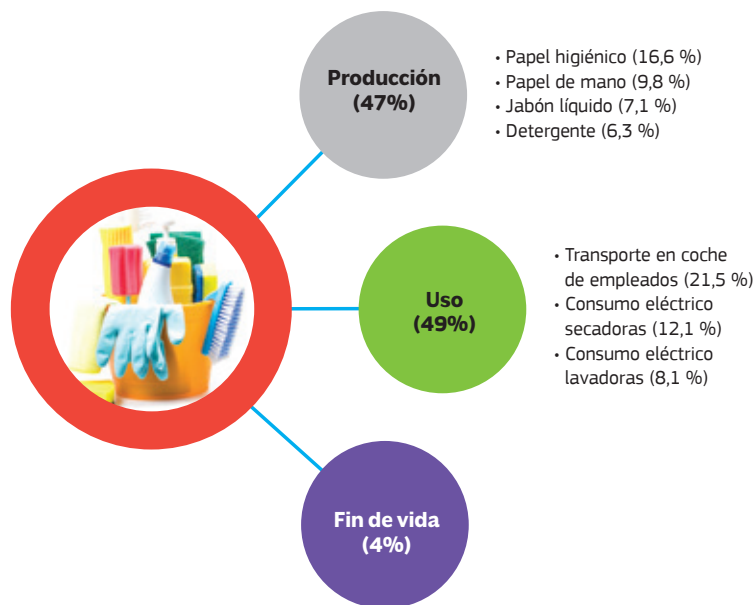 Producción
(47%)
• Papel higiénico (16,6 %)
• Papel de mano (9,8 %)
• Jabón líquido (7,1 %)
• Detergente (6,3 %)
Uso
(49%)
• Transporte en coche
de empleados (21,5 %)
• Consumo eléctrico
secadoras (12,1 %)
• Consumo eléctrico
lavadoras (8,1 %)
Fin de vida
(4%)